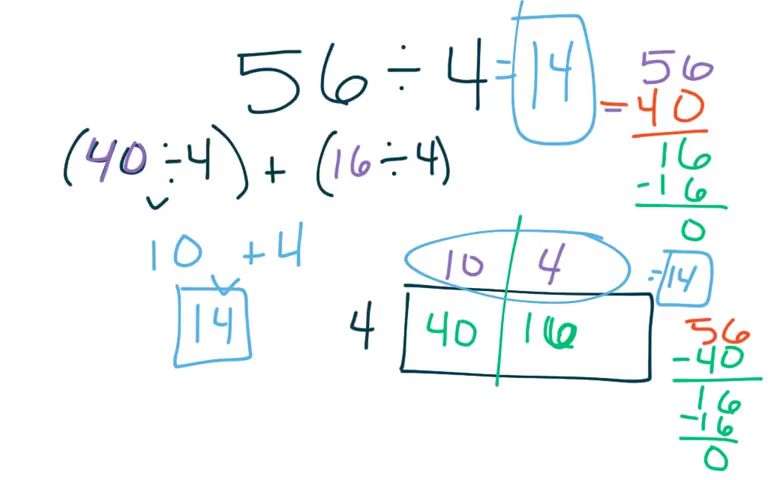 56 ÷ 4 = 14
(40 ÷ 4) + (16 ÷ 4)
10 + 4
14
56
- 40
16
- 16
0
10 4 = 14
4 40 16
56
- 40
16
- 16
0